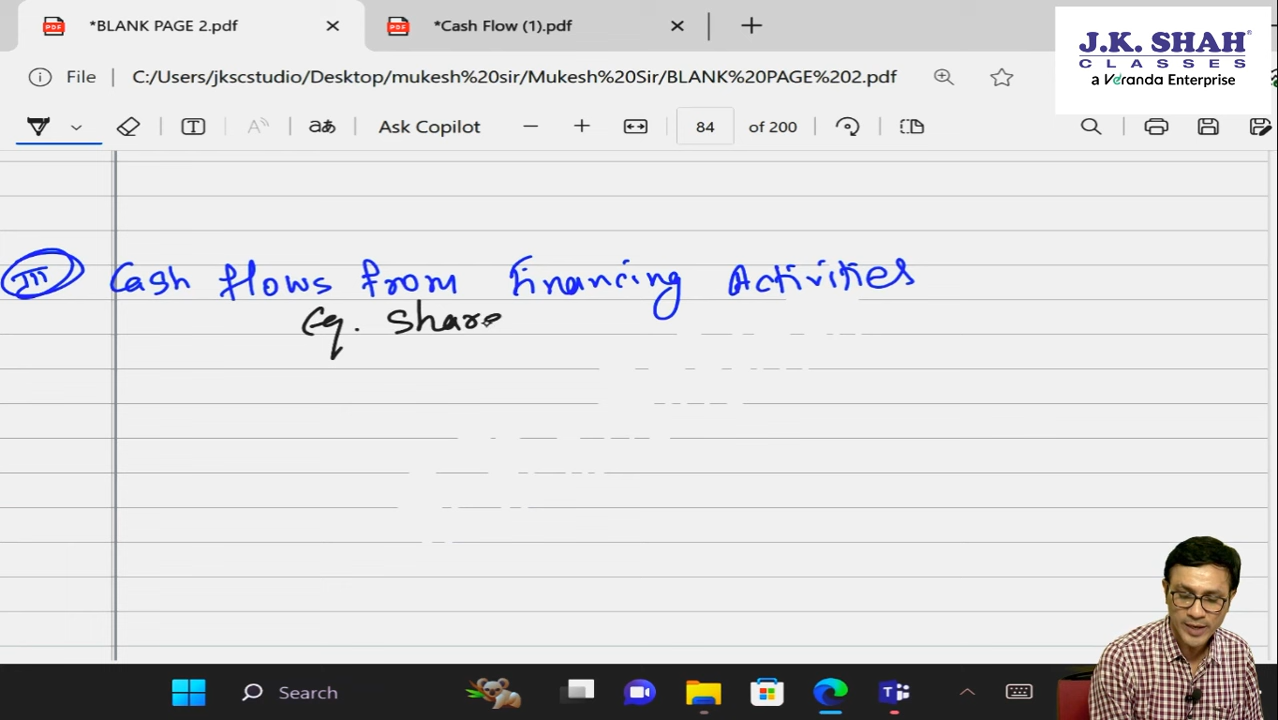 *BLANK PAGE 2.pdf
*Cash Flow (1).pdf
J.K. SHAH®
CLASSES
a Veranda Enterprise
File C:/Users/jkscstudio/Desktop/mukesh%20sir/Mukesh%20Sir/BLANK%20PAGE%202.pdf
aあ Ask Copilot 84 of 200
III Cash flows from Financing Activities
Eq. Share
Search